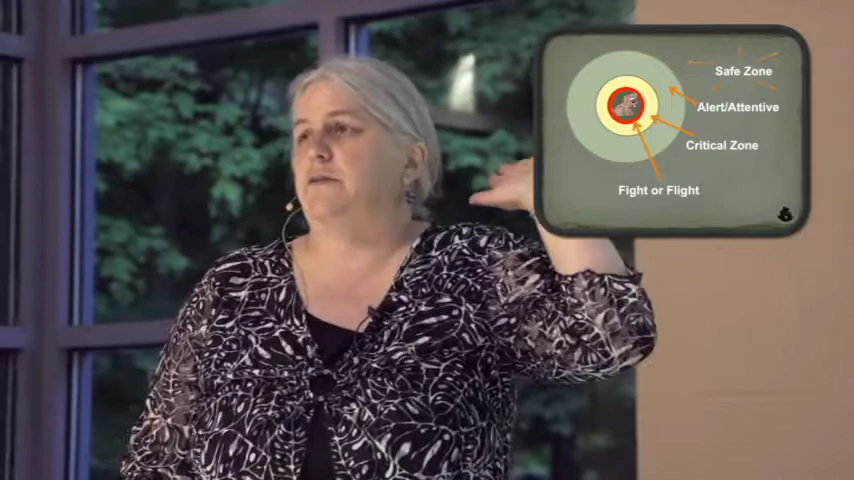 Safe Zone
Alert/Attentive
Critical Zone
Fight or Flight